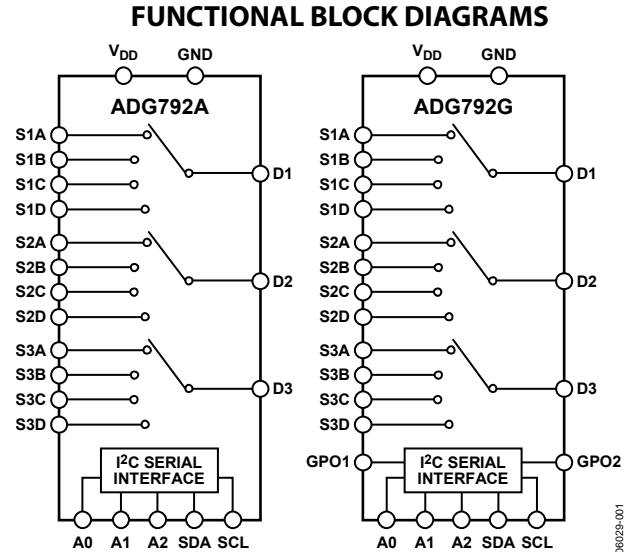 FUNCTIONAL BLOCK DIAGRAMS
VDD GND
ADG792A
S1A
S1B
D1
S1C
S1D
S2A
S2B
D2
S2C
S2D
S3A
S3B
D3
S3C
S3D
I2C SERIAL
INTERFACE
A0 A1 A2 SDA SCL
VDD GND
ADG792G
S1A
S1B
D1
S1C
S1D
S2A
S2B
D2
S2C
S2D
S3A
S3B
D3
S3C
S3D
GPO1
I2C SERIAL
INTERFACE
GPO2
A0 A1 A2 SDA SCL
06029-001